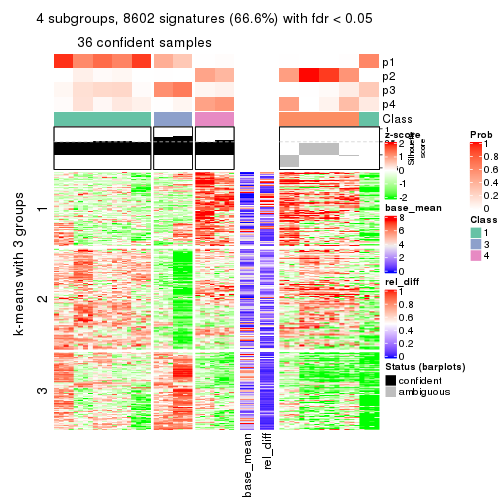 4 subgroups, 8602 signatures (66.6%) with fdr < 0.05
36 confident samples
p1
p2
p3
p4
Class
1
Silhouette
score
k-means with 3 groups
1
2
3
base_mean
rel_diff
z-score
2
1
0
-1
-2
base_mean
8
6
4
2
0
rel_diff
1
0.8
0.6
0.4
0.2
0
Status (barplots)
confident
ambiguous
Prob
1
0.8
0.6
0.4
0.2
0
Class
1
3
4